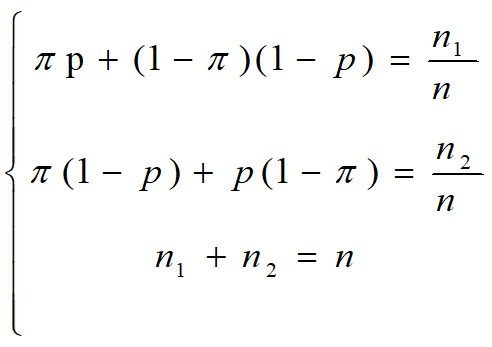 π p + (1 − π)(1 − p) = n₁/n
π (1 − p) + p(1 − π) = n₂/n
n₁ + n₂ = n